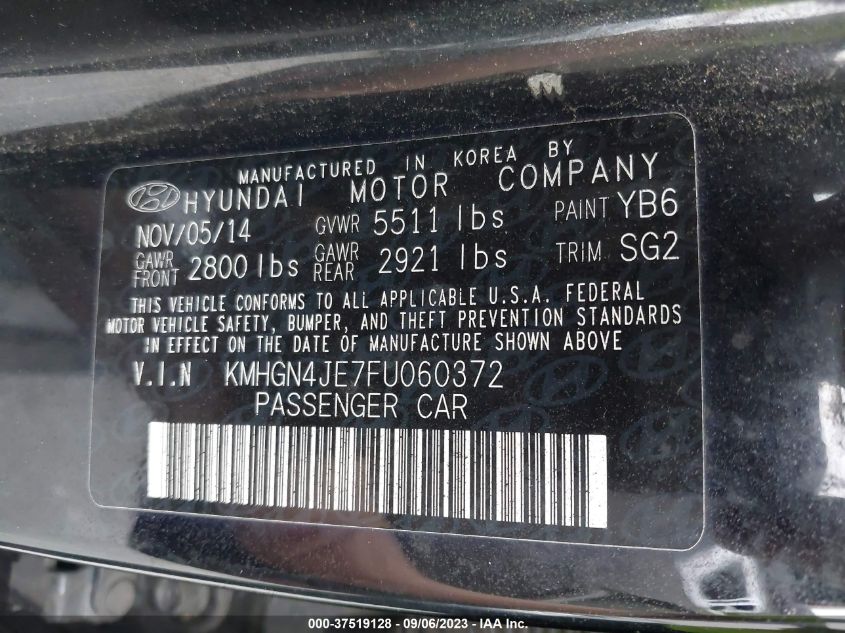 MANUFACTURED IN KOREA BY
HYUNDAI MOTOR COMPANY
NOV/05/14 GVWR 5511 lbs PAINT YB6
GAWR FRONT 2800 lbs GAWR REAR 2921 lbs TRIM SG2
THIS VEHICLE CONFORMS TO ALL APPLICABLE U.S.A. FEDERAL
MOTOR VEHICLE SAFETY, BUMPER, AND THEFT PREVENTION STANDARDS
IN EFFECT ON THE DATE OF MANUFACTURE SHOWN ABOVE
V.I.N KMHGN4JE7FU060372
PASSENGER CAR
000-37519128 - 09/06/2023 - IAA Inc.